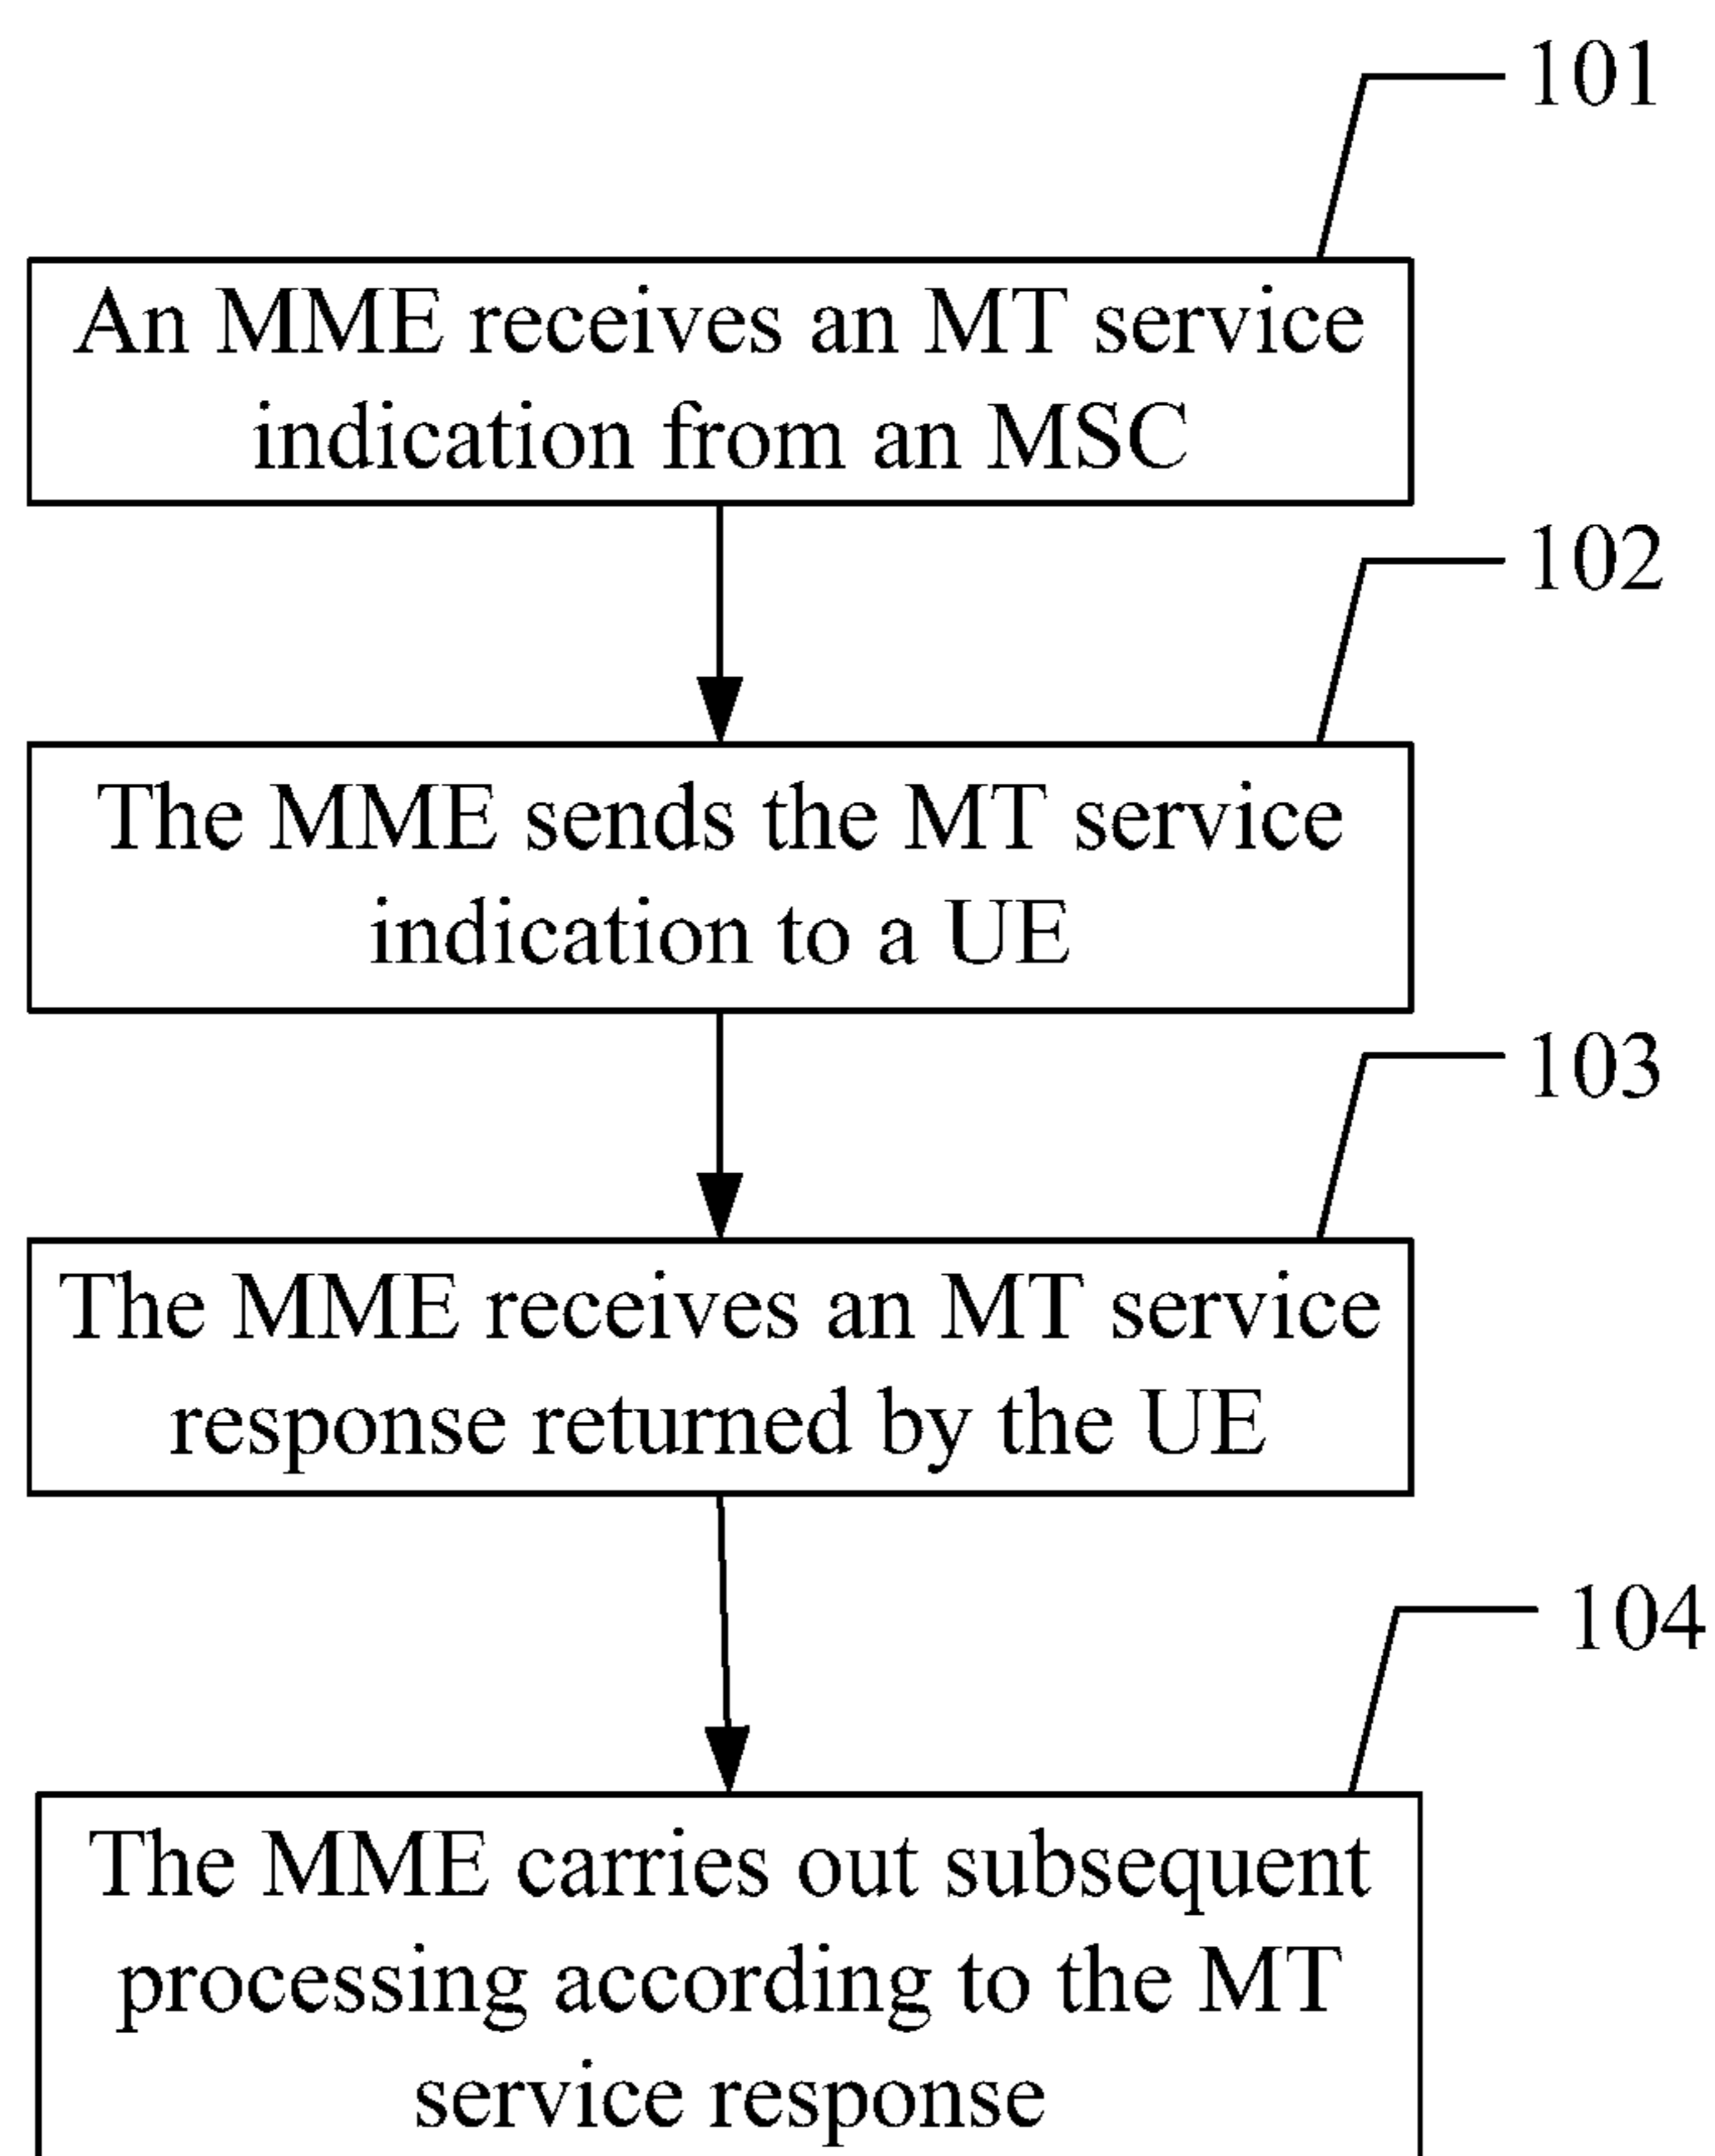 101
An MME receives an MT service
indication from an MSC
102
The MME sends the MT service
indication to a UE
103
The MME receives an MT service
response returned by the UE
104
The MME carries out subsequent
processing according to the MT
service response